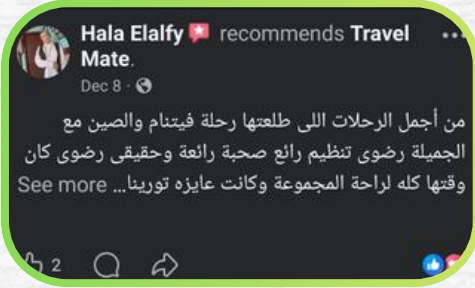 Hala Elalfy recommends Travel
Mate.
Dec 8 ·
من أجمل الرحلات اللى طلعتها رحلة فيتنام والصين مع
الجميلة رضوى تنظيم رائع صحبة رائعة وحقيقى رضوى كان
وقتها كله لراحة المجموعة وكانت عايزه تورينا... See more
2